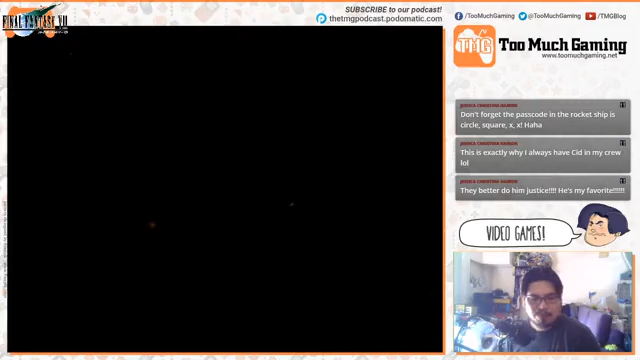 FINAL FANTASY VII
SUBSCRIBE to our podcast!
thetmgpodcast.podomatic.com
/TooMuchGaming
@TooMuchGaming
/TMGBlog
TMG
Too Much Gaming
www.toomuchgaming.net
Don't forget the passcode in the rocket ship is
circle, square, x, x! Haha
This is exactly why I always have Cid in my crew
lol
They better do him justice!!!! He's my favorite!!!!!!
VIDEO GAMES!